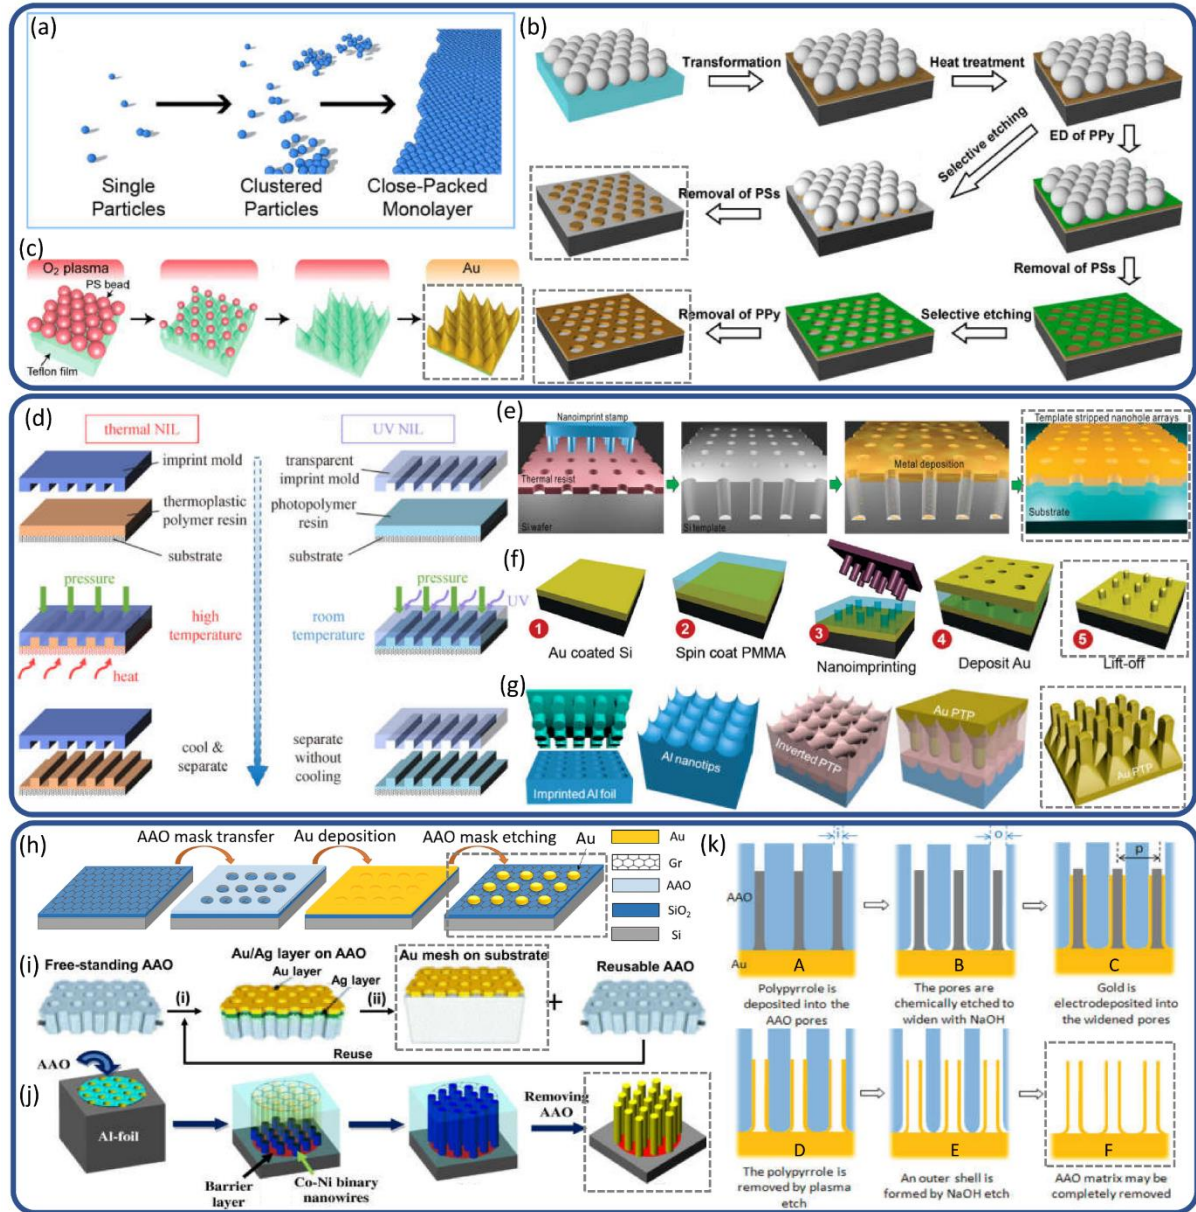 (a)
Single
Particles
Clustered
Particles
Close-Packed
Monolayer
(b)
Transformation
Heat treatment
ED of PPy
Selective etching
Removal of PSs
Removal of PSs
Selective etching
Removal of PPy
(c)
O2 plasma
PS bead
Teflon film
Au
(d)
thermal NIL
UV NIL
imprint mold
thermoplastic
polymer resin
substrate
pressure
high
temperature
heat
cool &
separate
transparent
imprint mold
photopolymer
resin
substrate
pressure
UV
room
temperature
separate
without
cooling
(e)
Nanoimprint stamp
Thermal resist
Si wafer
Si template
Metal deposition
Template stripped nanohole arrays
Substrate
(f)
1
Au coated Si
2
Spin coat PMMA
3
Nanoimprinting
4
Deposit Au
5
Lift-off
(g)
Imprinted Al foil
Al nanotips
Inverted PTP
Au PTP
Au PTP
(h)
AAO mask transfer
Au deposition
AAO mask etching
Au
Au
Gr
AAO
SiO2
Si
(i)
Free-standing AAO
(i)
Au/Ag layer on AAO
Au layer
Ag layer
(ii)
Au mesh on substrate
+
Reusable AAO
Reuse
(j)
AAO
Al-foil
Barrier
layer
Co-Ni binary
nanowires
Removing
AAO
(k)
i
o
p
AAO
Au
A
B
C
Polypyrrole is
deposited into the
AAO pores
The pores are
chemically etched to
widen with NaOH
Gold is
electrodeposited into
the widened pores
D
E
F
The polypyrrole is
removed by plasma
etch
An outer shell is
formed by NaOH etch
AAO matrix may be
completely removed